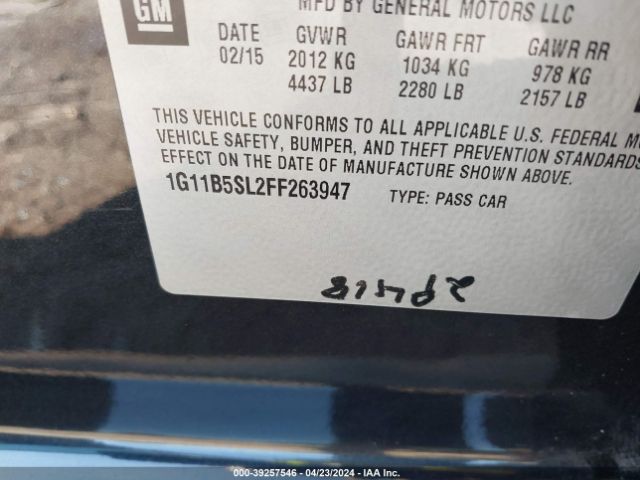 GM
MFD BY GENERAL MOTORS LLC
DATE GVWR GAWR FRT GAWR RR
02/15 2012 KG 1034 KG 978 KG
4437 LB 2280 LB 2157 LB
THIS VEHICLE CONFORMS TO ALL APPLICABLE U.S. FEDERAL
VEHICLE SAFETY, BUMPER, AND THEFT PREVENTION STANDARDS
EFFECT ON THE DATE OF MANUFACTURE SHOWN ABOVE.
1G11B5SL2FF263947 TYPE: PASS CAR
000 - 39257546 - 04/23/2024 - IAA Inc.